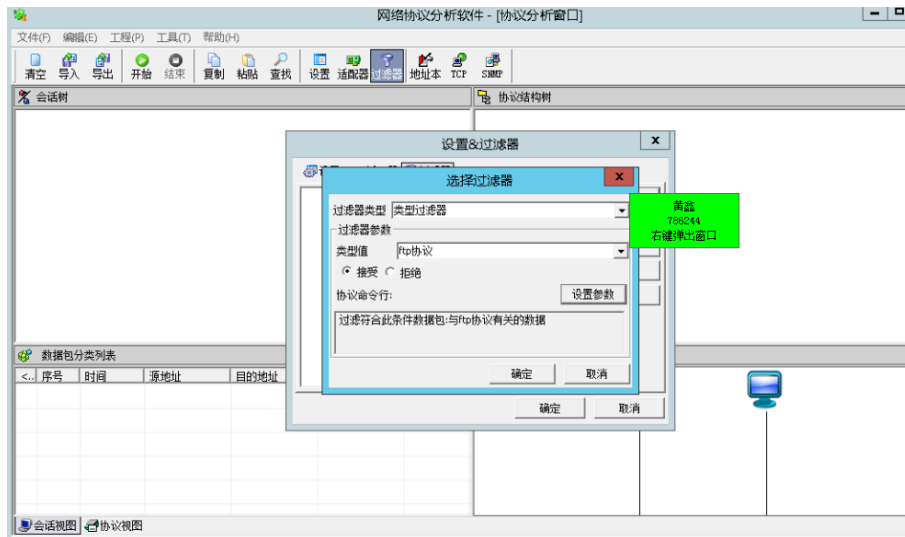 网络协议分析软件 - [协议分析窗口]
文件(F) 编辑(E) 工程(P) 工具(T) 帮助(H)
清空 导入 导出 开始 结束 复制 粘贴 查找 设置 适配器 过滤器 地址本 TCP SNMP
会话树
协议结构树
设置&过滤器
选择过滤器
过滤器类型 类型过滤器
过滤器参数
类型值 ftp协议
接受 拒绝
协议命令行: 设置参数
过滤符合此条件数据包:与ftp协议有关的数据
确定 取消
确定 取消
黄鑫
786244
右键弹出窗口
数据包分类列表
<.. 序号 时间 源地址 目的地址
会话视图 协议视图